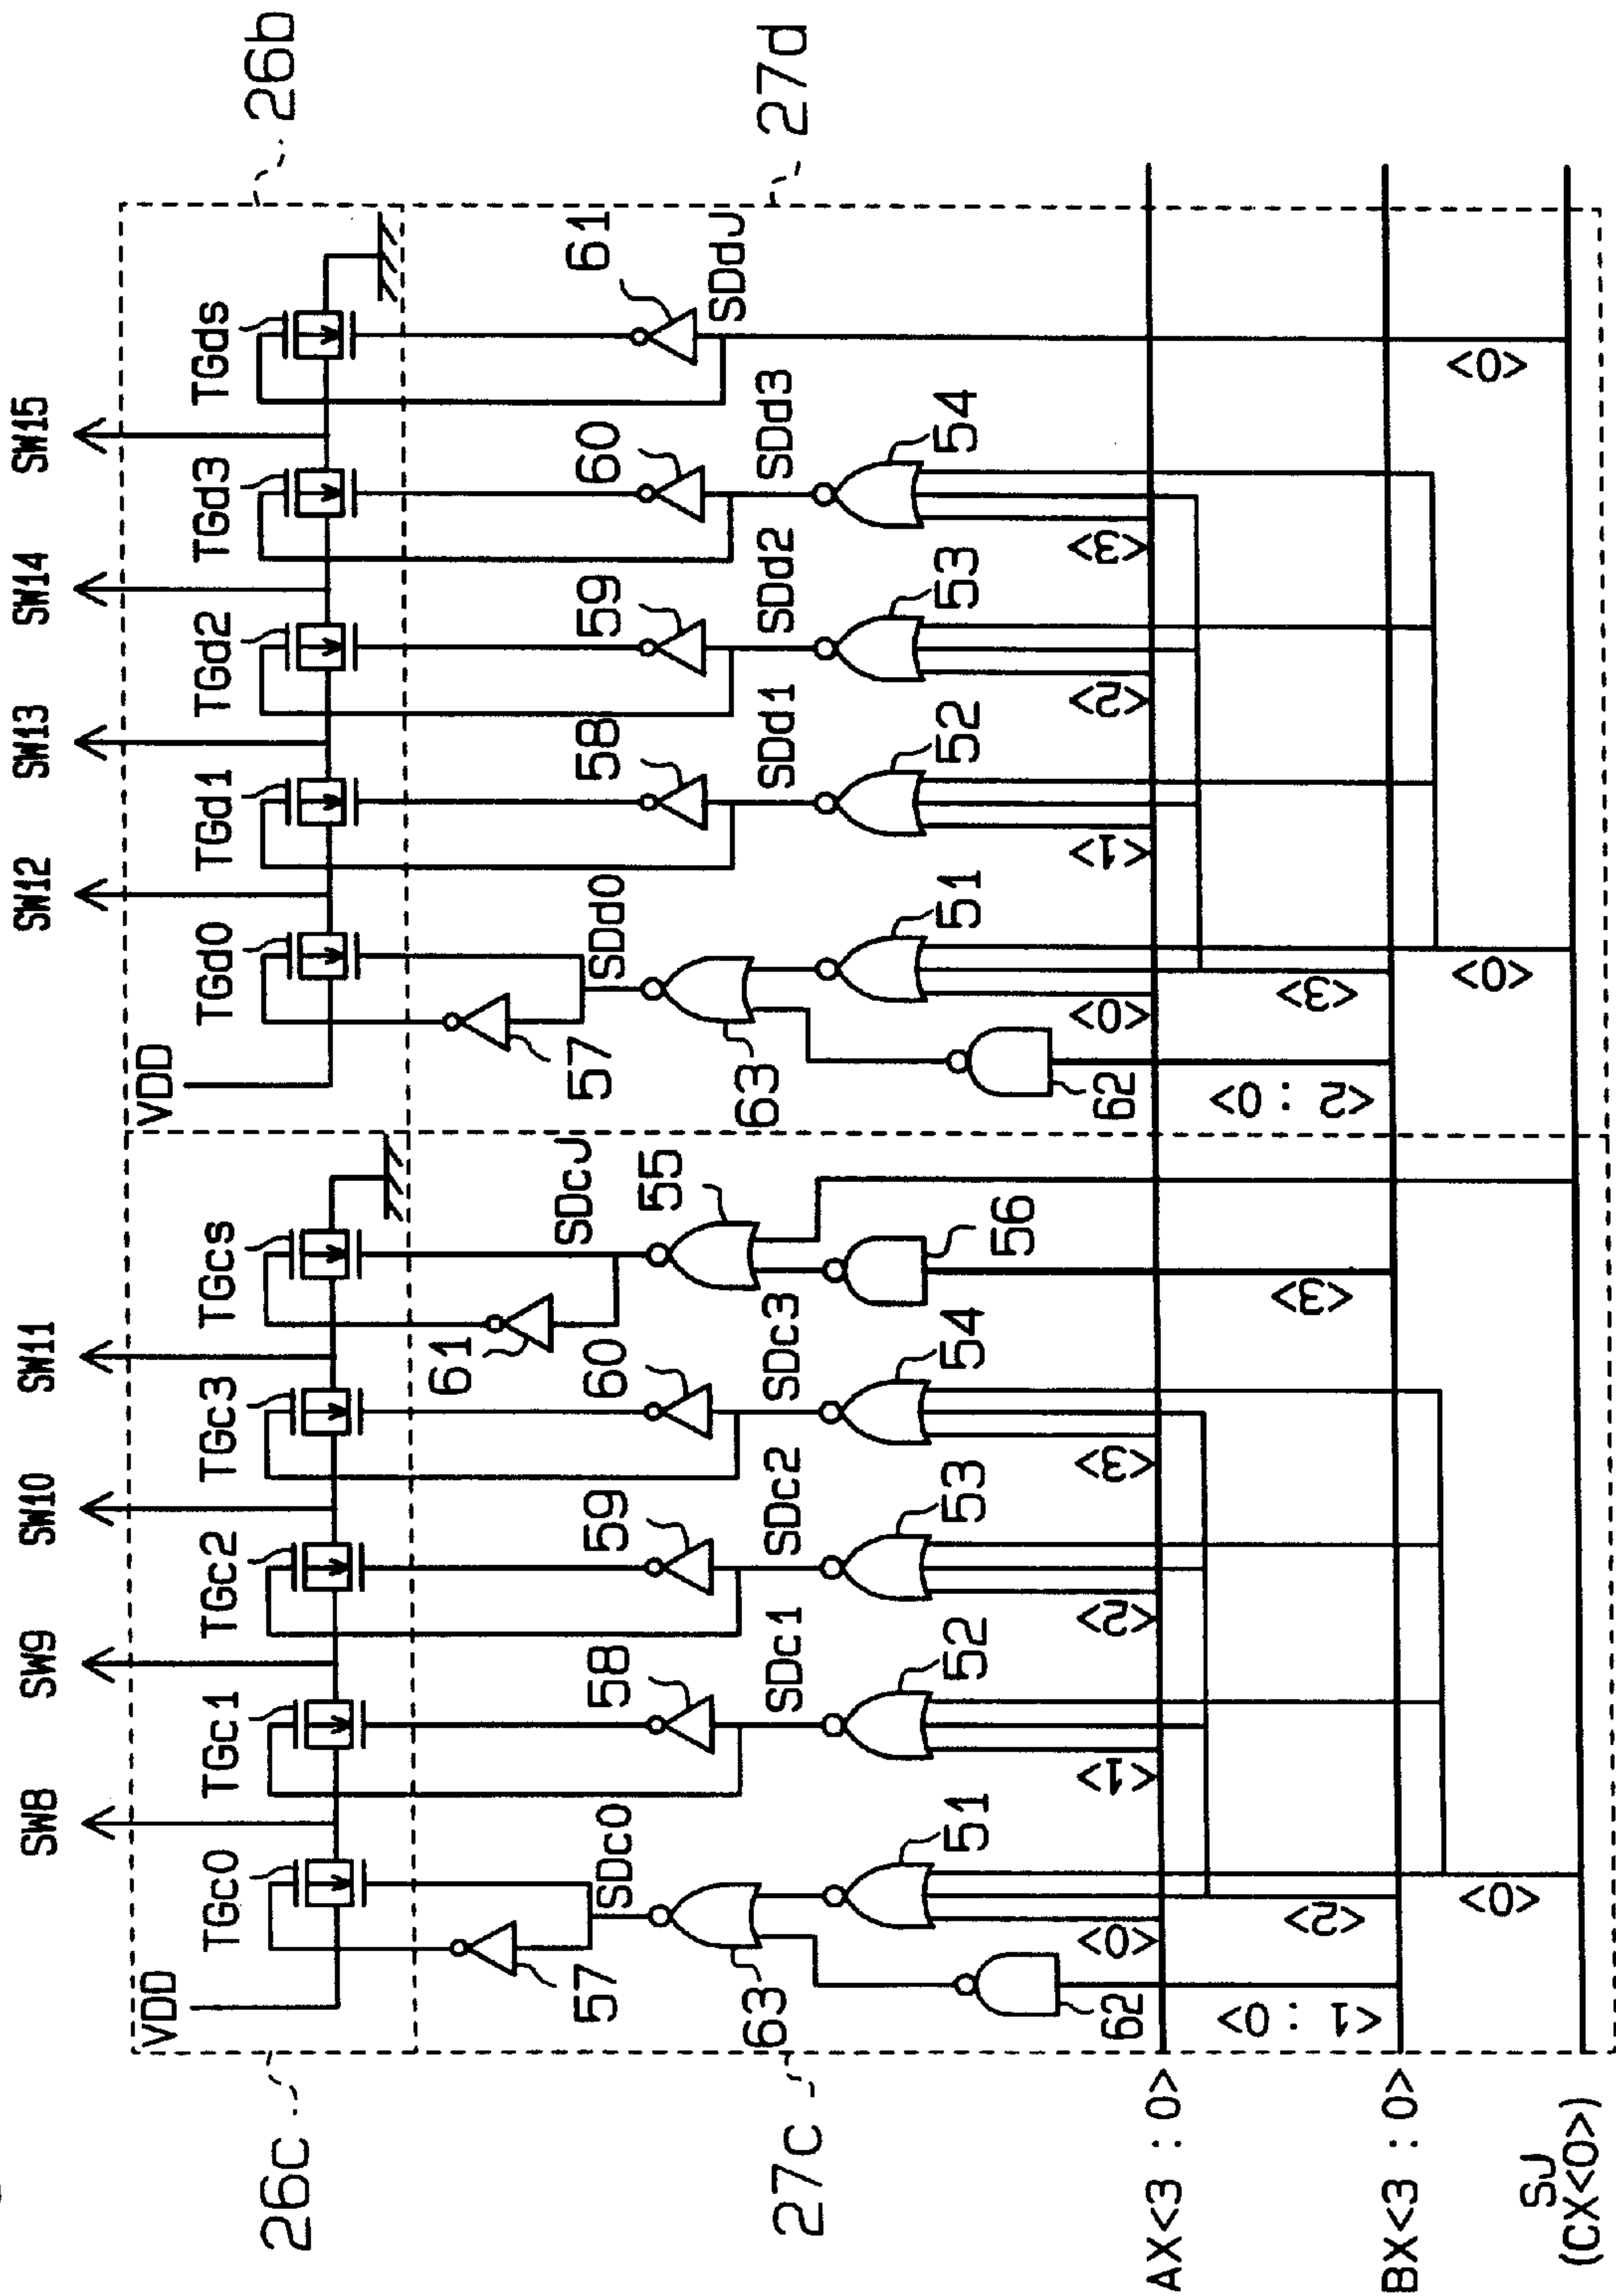 SW8 SW9 SW10 SW11 SW12 SW13 SW14 SW15
VDD TGc0 TGc1 TGc2 TGc3 TGcs VDD TGd0 TGd1 TGd2 TGd3 TGds
26c 26b
57 58 59 60 61 57 58 59 60 61
SDc0 SDc1 SDc2 SDc3 SDcJ SDd0 SDd1 SDd2 SDd3 SDdJ
27c 27d
63 51 52 53 54 55 63 51 52 53 54
62 56 62
<0> <1> <2> <3> <0> <1> <2> <3>
AX<3 : 0>
<1 : 0> <2> <3> <2 : 0> <3>
BX<3 : 0>
<0> <0> <0>
SJ
(CX<0>)